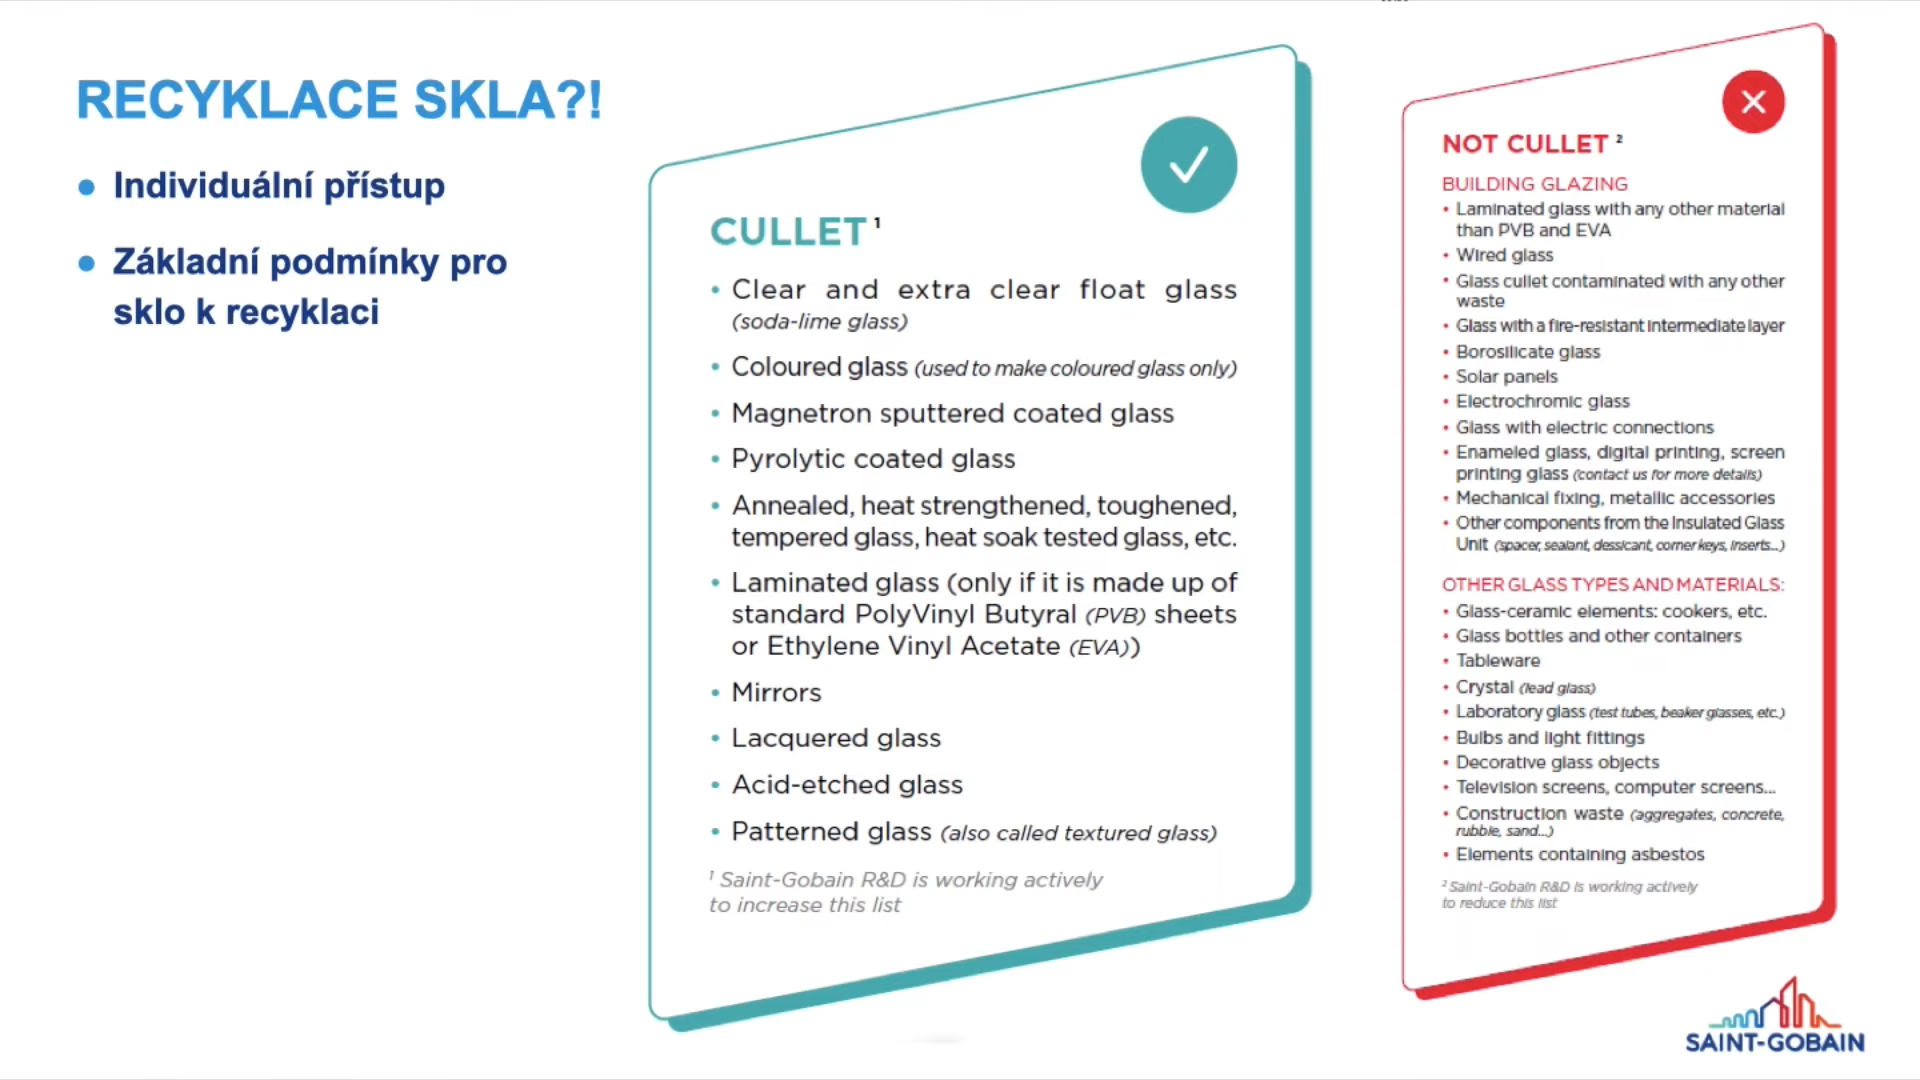 RECYKLACE SKLA?!
● Individuální přístup
● Základní podmínky pro
sklo k recyklaci
CULLET ¹
• Clear and extra clear float glass
(soda-lime glass)
• Coloured glass (used to make coloured glass only)
• Magnetron sputtered coated glass
• Pyrolytic coated glass
• Annealed, heat strengthened, toughened,
tempered glass, heat soak tested glass, etc.
• Laminated glass (only if it is made up of
standard PolyVinyl Butyral (PVB) sheets
or Ethylene Vinyl Acetate (EVA))
• Mirrors
• Lacquered glass
• Acid-etched glass
• Patterned glass (also called textured glass)
¹ Saint-Gobain R&D is working actively
to increase this list
NOT CULLET ²
BUILDING GLAZING
• Laminated glass with any other material
than PVB and EVA
• Wired glass
• Glass cullet contaminated with any other
waste
• Glass with a fire-resistant intermediate layer
• Borosilicate glass
• Solar panels
• Electrochromic glass
• Glass with electric connections
• Enameled glass, digital printing, screen
printing glass (contact us for more details)
• Mechanical fixing, metallic accessories
• Other components from the Insulated Glass
Unit (spacer, sealant, dessicant, corner keys, inserts...)
OTHER GLASS TYPES AND MATERIALS:
• Glass-ceramic elements: cookers, etc.
• Glass bottles and other containers
• Tableware
• Crystal (lead glass)
• Laboratory glass (test tubes, beaker glasses, etc.)
• Bulbs and light fittings
• Decorative glass objects
• Television screens, computer screens...
• Construction waste (aggregates, concrete,
rubble, sand...)
• Elements containing asbestos
² Saint-Gobain R&D is working actively
to reduce this list
SAINT-GOBAIN